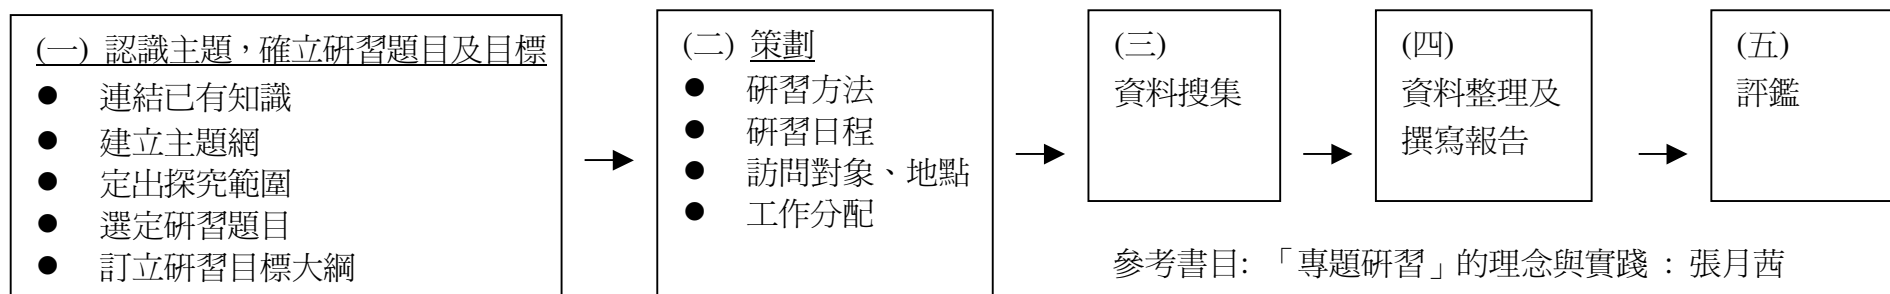 (一) 認識主題，確立研習題目及目標
● 連結已有知識
● 建立主題網
● 定出探究範圍
● 選定研習題目
● 訂立研習目標大綱
(二) 策劃
● 研習方法
● 研習日程
● 訪問對象、地點
● 工作分配
(三)
資料搜集
(四)
資料整理及
撰寫報告
(五)
評鑑
參考書目: 「專題研習」的理念與實踐 : 張月茜